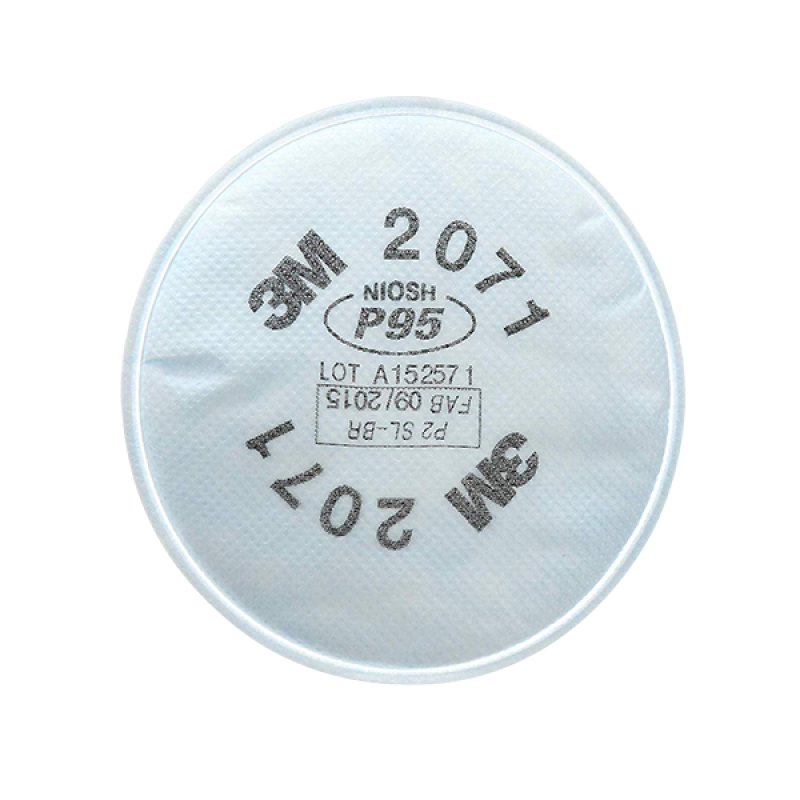 3M 2071
NIOSH
P95
LOT A152571
P2 SL-BR
FAB 09/2015
3M 2071